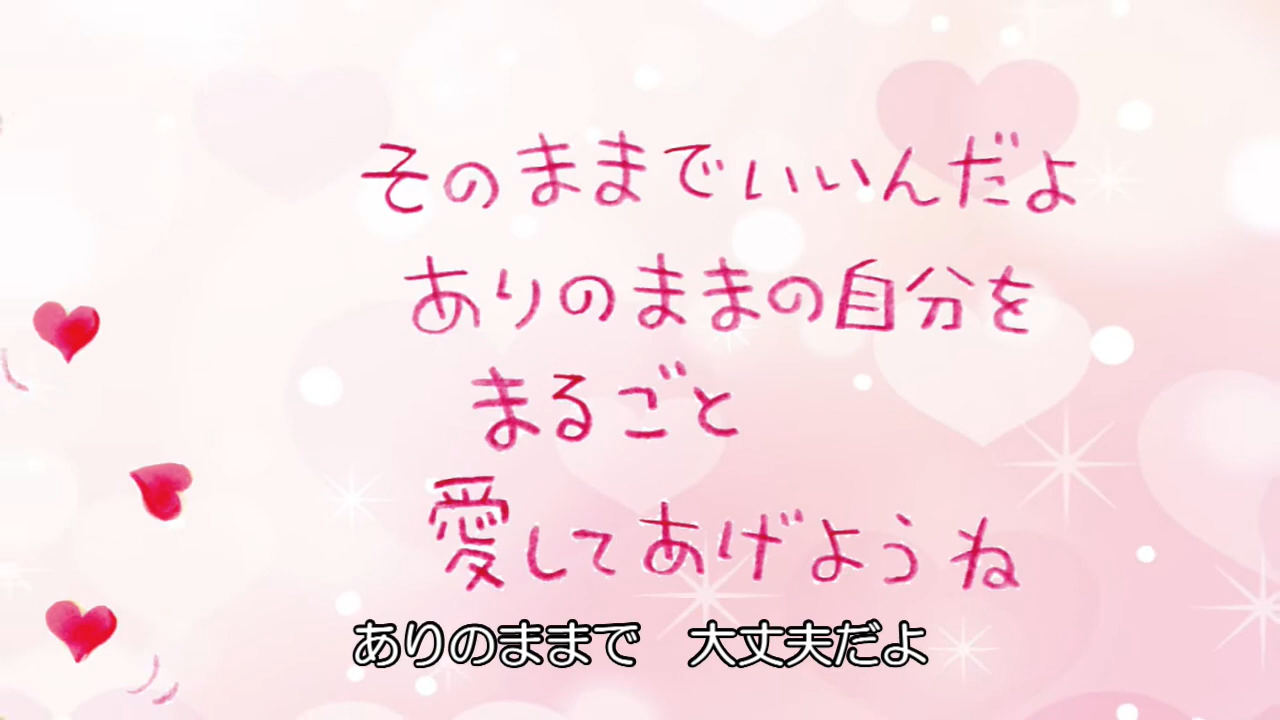 そのままでいいんだよ
ありのままの自分を
まるごと
愛してあげようね
ありのままで　大丈夫だよ